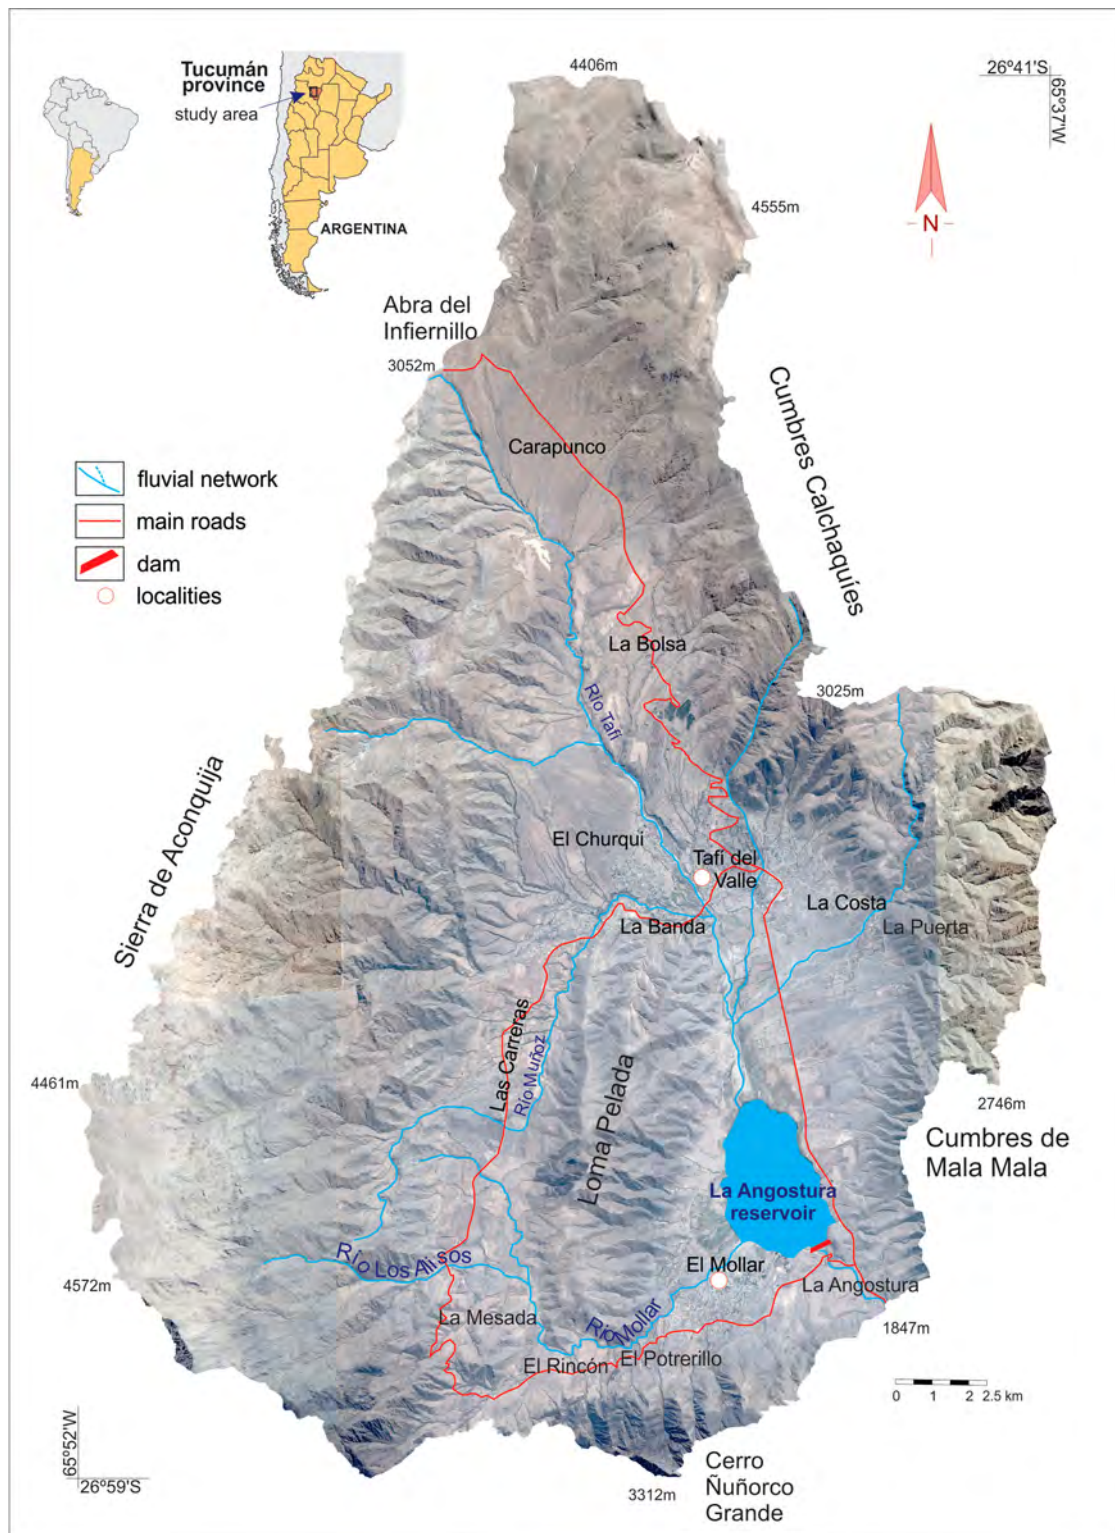 4406m
26º41'S
65º37'W
Tucumán
province
study area
ARGENTINA
N
4555m
Abra del
Infiernillo
3052m
Carapunco
Cumbres Calchaquíes
fluvial network
main roads
dam
localities
La Bolsa
3025m
Río Tafí
Sierra de Aconquija
El Churqui
Tafí del
Valle
La Costa
La Puerta
La Banda
Las Carreras
Río Muñoz
Loma Pelada
4461m
2746m
Cumbres de
Mala Mala
La Angostura
reservoir
Río Los Alisos
El Mollar
4572m
La Angostura
La Mesada
Río Mollar
1847m
El Rincón
El Potrerillo
0 1 2 2.5 km
65º52'W
26º59'S
Cerro
Ñuñorco
Grande
3312m